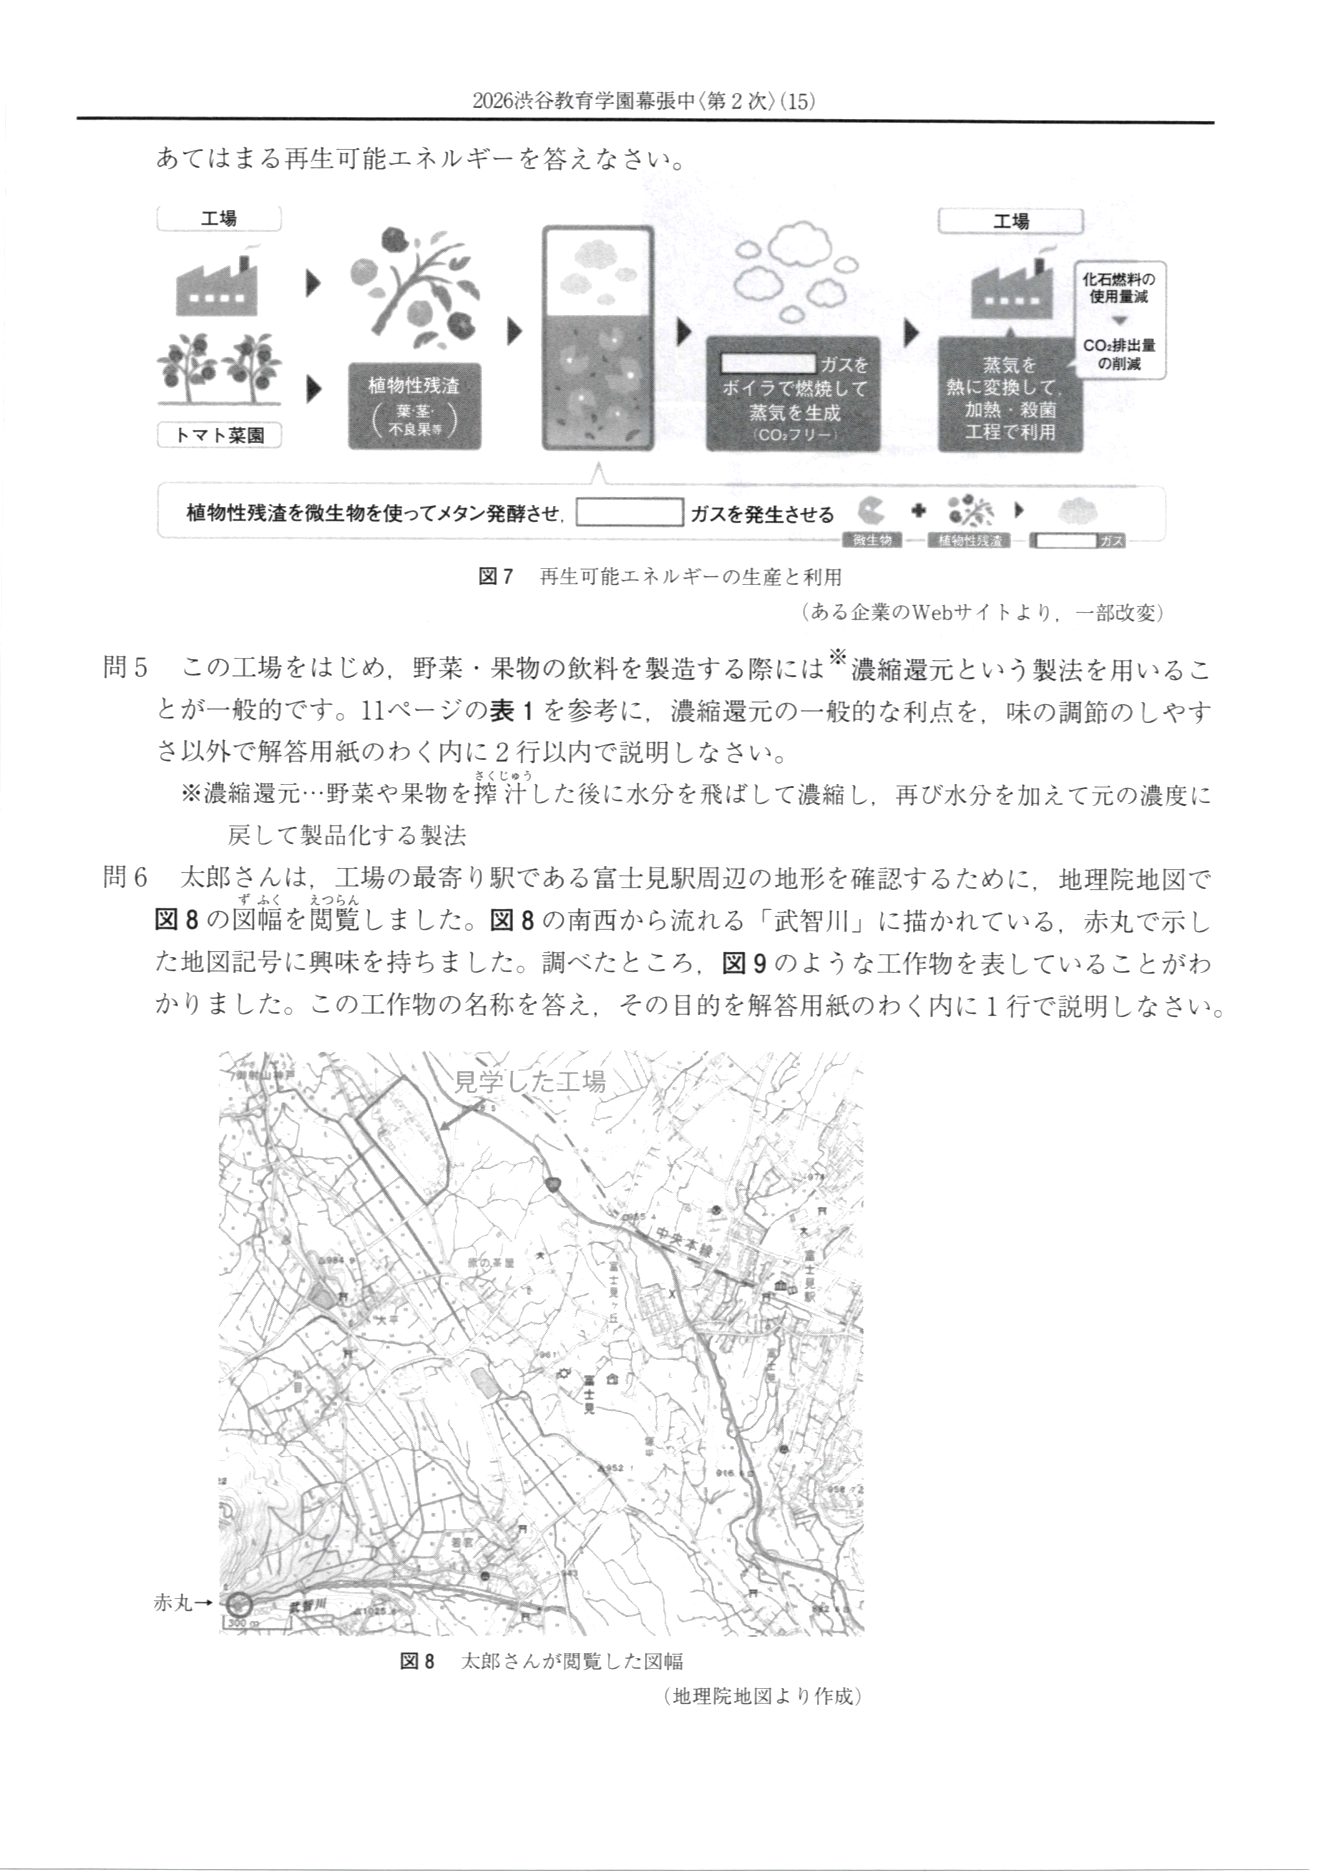 2026渋谷教育学園幕張中〈第2次〉(15)
あてはまる再生可能エネルギーを答えなさい。
工場
トマト菜園
植物性残渣
(葉・茎・
不良果等)
ガスを
ボイラで燃焼して
蒸気を生成
(CO₂フリー)
工場
蒸気を
熱に変換して,
加熱・殺菌
工程で利用
化石燃料の
使用量減
CO₂排出量
の削減
植物性残渣を微生物を使ってメタン発酵させ, ガスを発生させる
微生物
植物性残渣
ガス
図7 再生可能エネルギーの生産と利用
(ある企業のWebサイトより,一部改変)
問5 この工場をはじめ,野菜・果物の飲料を製造する際には※濃縮還元という製法を用いるこ
とが一般的です。11ページの表1を参考に,濃縮還元の一般的な利点を,味の調節のしやす
さ以外で解答用紙のわく内に2行以内で説明しなさい。
さくじゅう
※濃縮還元…野菜や果物を搾汁した後に水分を飛ばして濃縮し,再び水分を加えて元の濃度に
戻して製品化する製法
問6 太郎さんは,工場の最寄り駅である富士見駅周辺の地形を確認するために,地理院地図で
ずふく えつらん
図8の図幅を閲覧しました。図8の南西から流れる「武智川」に描かれている,赤丸で示し
た地図記号に興味を持ちました。調べたところ,図9のような工作物を表していることがわ
かりました。この工作物の名称を答え,その目的を解答用紙のわく内に1行で説明しなさい。
御射山神戸
見学した工場
974
965.4
中央本線
富士見駅
984.9
原の茶屋
富士見ヶ丘
大平
961
松目
富士見
富士見
952
916
若宮
943
赤丸→
武智川
1025.6
300 m
図8 太郎さんが閲覧した図幅
(地理院地図より作成)